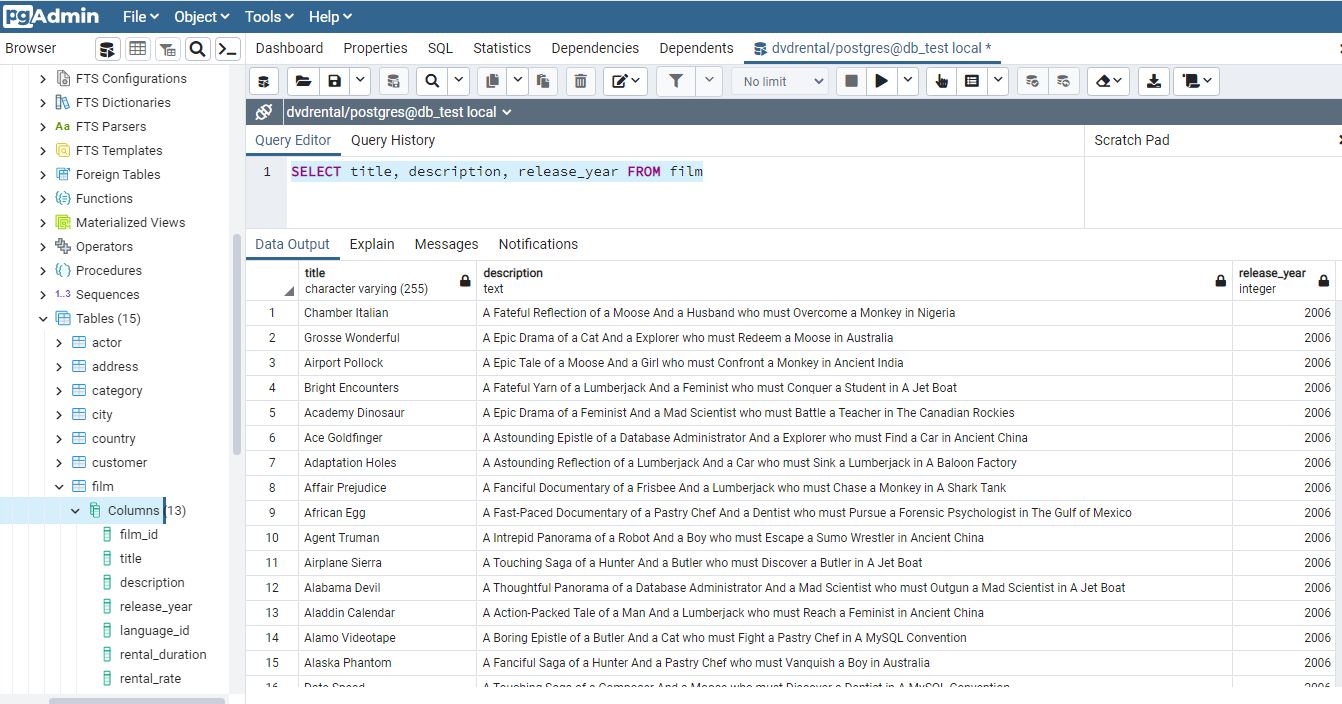 pgAdmin File Object Tools Help
Browser Dashboard Properties SQL Statistics Dependencies Dependents dvdrental/postgres@db_test local *
FTS Configurations
FTS Dictionaries
Aa FTS Parsers
FTS Templates
Foreign Tables
Functions
Materialized Views
Operators
Procedures
1..3 Sequences
Tables (15)
actor
address
category
city
country
customer
film
Columns (13)
film_id
title
description
release_year
language_id
rental_duration
rental_rate
No limit
dvdrental/postgres@db_test local
Query Editor Query History Scratch Pad
1 SELECT title, description, release_year FROM film
Data Output Explain Messages Notifications
title description release_year
character varying (255) text integer
1 Chamber Italian A Fateful Reflection of a Moose And a Husband who must Overcome a Monkey in Nigeria 2006
2 Grosse Wonderful A Epic Drama of a Cat And a Explorer who must Redeem a Moose in Australia 2006
3 Airport Pollock A Epic Tale of a Moose And a Girl who must Confront a Monkey in Ancient India 2006
4 Bright Encounters A Fateful Yarn of a Lumberjack And a Feminist who must Conquer a Student in A Jet Boat 2006
5 Academy Dinosaur A Epic Drama of a Feminist And a Mad Scientist who must Battle a Teacher in The Canadian Rockies 2006
6 Ace Goldfinger A Astounding Epistle of a Database Administrator And a Explorer who must Find a Car in Ancient China 2006
7 Adaptation Holes A Astounding Reflection of a Lumberjack And a Car who must Sink a Lumberjack in A Baloon Factory 2006
8 Affair Prejudice A Fanciful Documentary of a Frisbee And a Lumberjack who must Chase a Monkey in A Shark Tank 2006
9 African Egg A Fast-Paced Documentary of a Pastry Chef And a Dentist who must Pursue a Forensic Psychologist in The Gulf of Mexico 2006
10 Agent Truman A Intrepid Panorama of a Robot And a Boy who must Escape a Sumo Wrestler in Ancient China 2006
11 Airplane Sierra A Touching Saga of a Hunter And a Butler who must Discover a Butler in A Jet Boat 2006
12 Alabama Devil A Thoughtful Panorama of a Database Administrator And a Mad Scientist who must Outgun a Mad Scientist in A Jet Boat 2006
13 Aladdin Calendar A Action-Packed Tale of a Man And a Lumberjack who must Reach a Feminist in Ancient China 2006
14 Alamo Videotape A Boring Epistle of a Butler And a Cat who must Fight a Pastry Chef in A MySQL Convention 2006
15 Alaska Phantom A Fanciful Saga of a Hunter And a Pastry Chef who must Vanquish a Boy in Australia 2006